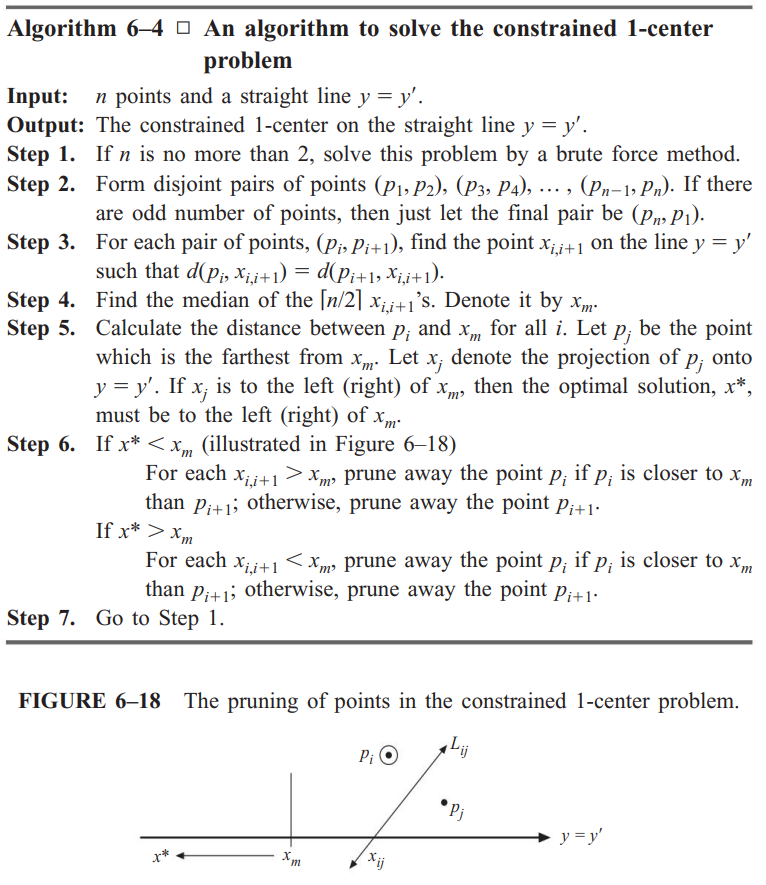 Algorithm 6–4 □ An algorithm to solve the constrained 1-center
problem
Input: n points and a straight line y = y′.
Output: The constrained 1-center on the straight line y = y′.
Step 1. If n is no more than 2, solve this problem by a brute force method.
Step 2. Form disjoint pairs of points (p₁, p₂), (p₃, p₄), … , (pₙ₋₁, pₙ). If there
are odd number of points, then just let the final pair be (pₙ, p₁).
Step 3. For each pair of points, (pᵢ, pᵢ₊₁), find the point xᵢ,ᵢ₊₁ on the line y = y′
such that d(pᵢ, xᵢ,ᵢ₊₁) = d(pᵢ₊₁, xᵢ,ᵢ₊₁).
Step 4. Find the median of the ⌈n/2⌉ xᵢ,ᵢ₊₁'s. Denote it by xₘ.
Step 5. Calculate the distance between pᵢ and xₘ for all i. Let pⱼ be the point
which is the farthest from xₘ. Let xⱼ denote the projection of pⱼ onto
y = y′. If xⱼ is to the left (right) of xₘ, then the optimal solution, x*,
must be to the left (right) of xₘ.
Step 6. If x* < xₘ (illustrated in Figure 6–18)
For each xᵢ,ᵢ₊₁ > xₘ, prune away the point pᵢ if pᵢ is closer to xₘ
than pᵢ₊₁; otherwise, prune away the point pᵢ₊₁.
If x* > xₘ
For each xᵢ,ᵢ₊₁ < xₘ, prune away the point pᵢ if pᵢ is closer to xₘ
than pᵢ₊₁; otherwise, prune away the point pᵢ₊₁.
Step 7. Go to Step 1.
FIGURE 6–18 The pruning of points in the constrained 1-center problem.
pᵢ
Lᵢⱼ
pⱼ
y = y′
x*
xₘ
xᵢⱼ